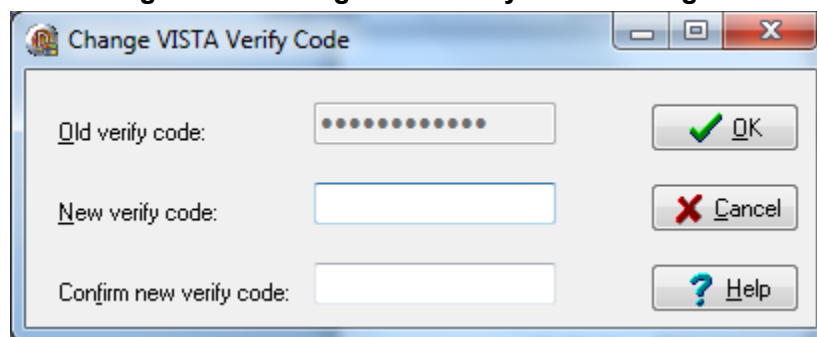 Change VISTA Verify Code
Old verify code: ●●●●●●●●●●●● OK
New verify code: Cancel
Confirm new verify code: Help